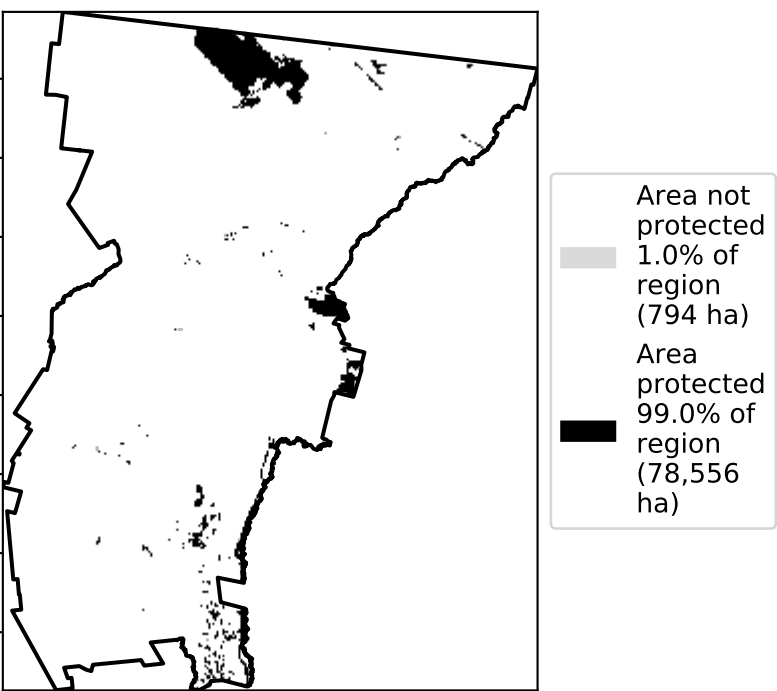 Area not
protected
1.0% of
region
(794 ha)
Area
protected
99.0% of
region
(78,556
ha)